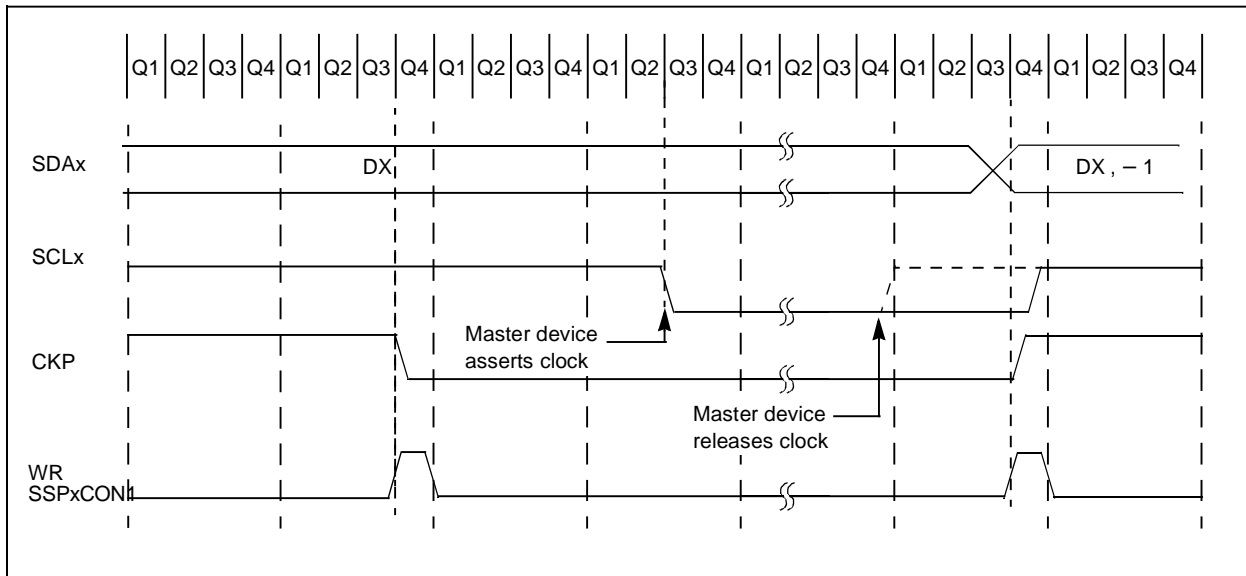 Q1 Q2 Q3 Q4 Q1 Q2 Q3 Q4 Q1 Q2 Q3 Q4 Q1 Q2 Q3 Q4 Q1 Q2 Q3 Q4 Q1 Q2 Q3 Q4 Q1 Q2 Q3 Q4
SDAx
DX
DX , – 1
SCLx
Master device
asserts clock
CKP
Master device
releases clock
WR
SSPxCON1